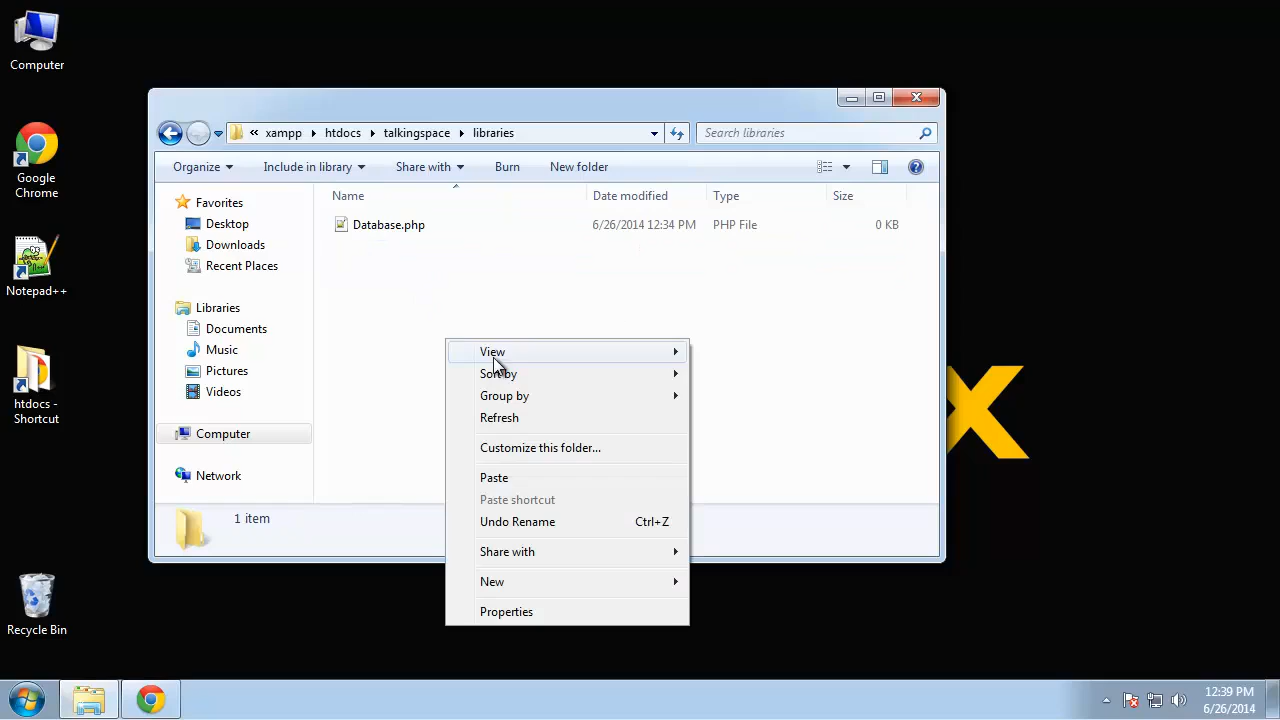 Computer
Google
Chrome
Notepad++
htdocs -
Shortcut
Recycle Bin
« xampp htdocs talkingspace libraries
Search libraries
Organize Include in library Share with Burn New folder
Favorites
Desktop
Downloads
Recent Places
Libraries
Documents
Music
Pictures
Videos
Computer
Network
Name Date modified Type Size
Database.php 6/26/2014 12:34 PM PHP File 0 KB
1 item
View
Sort by
Group by
Refresh
Customize this folder...
Paste
Paste shortcut
Undo Rename Ctrl+Z
Share with
New
Properties
X
12:39 PM
6/26/2014